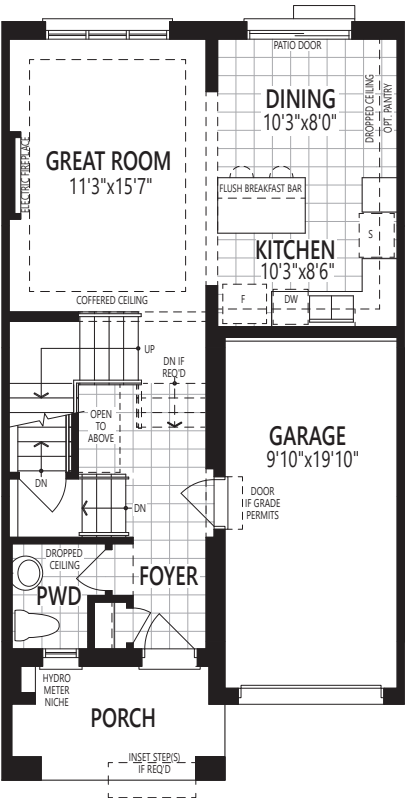 PATIO DOOR
DINING
10'3"x8'0"
DROPPED CEILING
OPT. PANTRY
GREAT ROOM
11'3"x15'7"
ELECTRIC FIREPLACE
FLUSH BREAKFAST BAR
S
KITCHEN
10'3"x8'6"
COFFERED CEILING
F
DW
UP
DN IF
REQ'D
OPEN
TO
ABOVE
GARAGE
9'10"x19'10"
DN
DOOR
IF GRADE
PERMITS
DN
DROPPED
CEILING
FOYER
PWD
HYDRO
METER
NICHE
PORCH
INSET STEP(S)
IF REQ'D